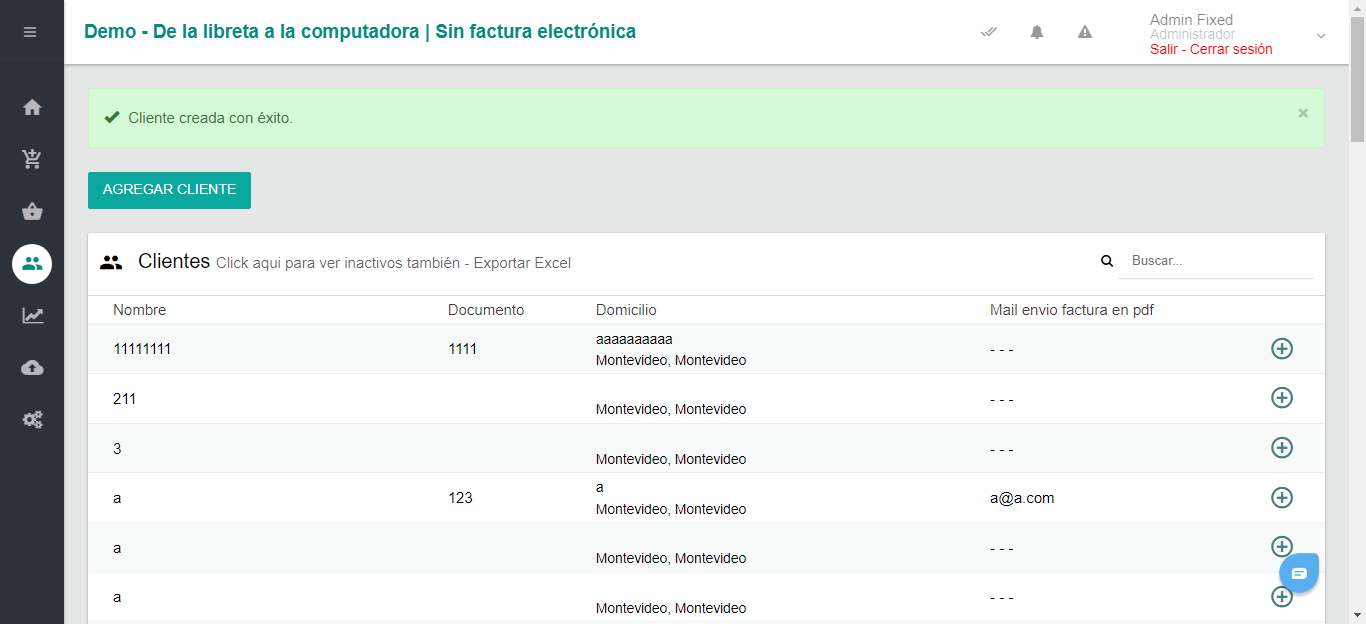 Demo - De la libreta a la computadora | Sin factura electrónica
Admin Fixed
Administrador
Salir - Cerrar sesión
Cliente creada con éxito.
×
AGREGAR CLIENTE
Clientes Click aqui para ver inactivos también - Exportar Excel
Buscar...
Nombre Documento Domicilio Mail envio factura en pdf
11111111 1111 aaaaaaaaaa - - -
Montevideo, Montevideo
211 - - -
Montevideo, Montevideo
3 - - -
Montevideo, Montevideo
a 123 a a@a.com
Montevideo, Montevideo
a - - -
Montevideo, Montevideo
a - - -
Montevideo, Montevideo